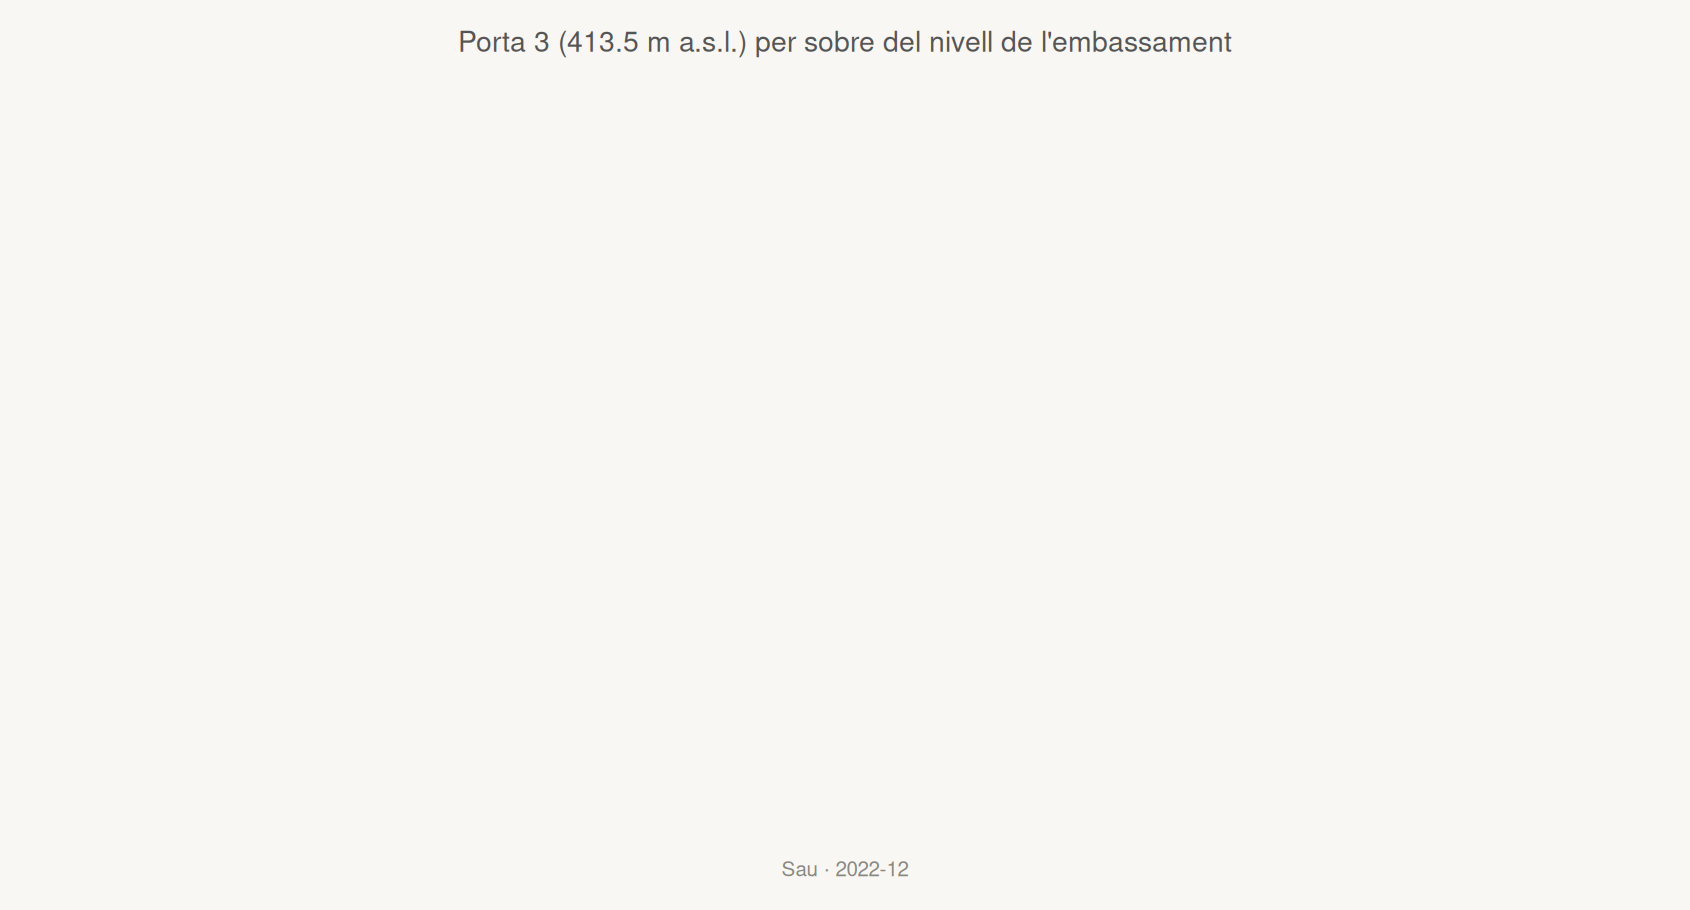 Porta 3 (413.5 m a.s.l.) per sobre del nivell de l'embassament
Sau · 2022-12